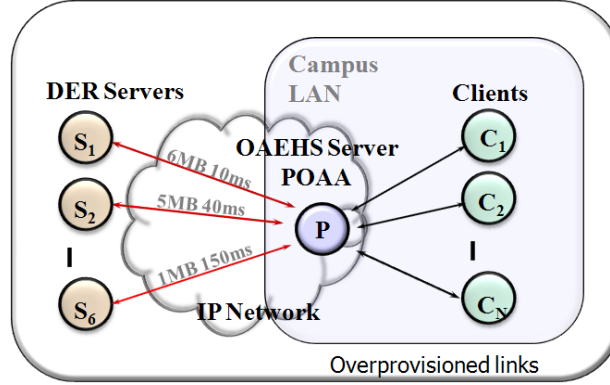 Campus
LAN
DER Servers
Clients
S1
C1
6MB 10ms
OAEHS Server
POAA
S2
5MB 40ms
P
C2
1MB 150ms
S6
IP Network
CN
Overprovisioned links